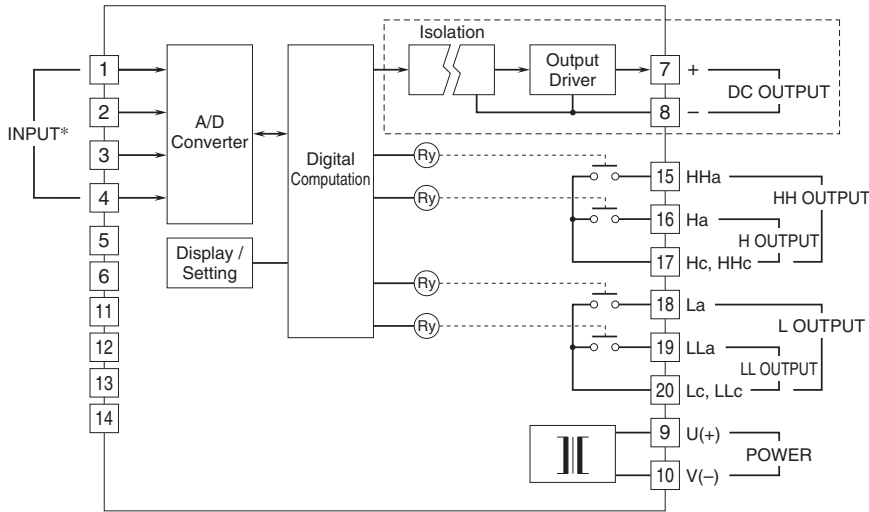 Isolation
Output
Driver
7
+
DC OUTPUT
8
–
1
2
INPUT*
3
4
5
6
11
12
13
14
A/D
Converter
Display /
Setting
Digital
Computation
Ry
Ry
Ry
Ry
15
HHa
HH OUTPUT
16
Ha
H OUTPUT
17
Hc, HHc
18
La
L OUTPUT
19
LLa
LL OUTPUT
20
Lc, LLc
9
U(+)
POWER
10
V(–)